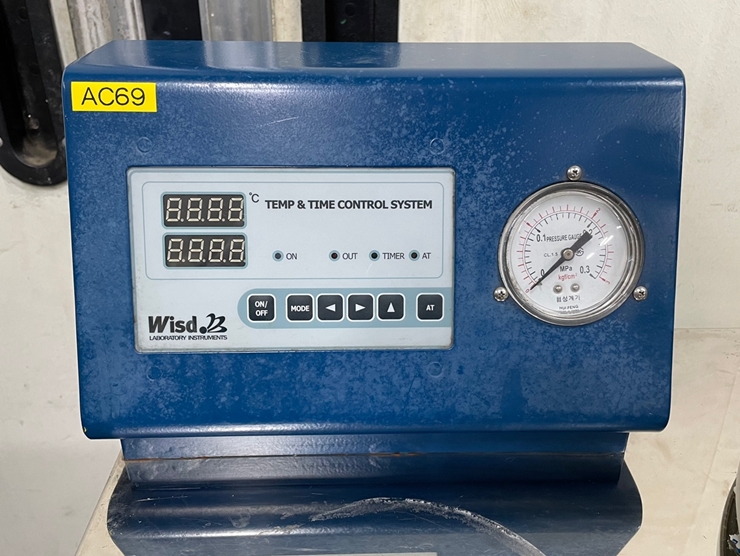 AC69
°C
TEMP & TIME CONTROL SYSTEM
ON
OUT
TIMER
AT
ON/
OFF
MODE
AT
Wisd
LABORATORY INSTRUMENTS
0.1
PRESSURE GAUGE
0
0.3
MPa
kgf/cm²